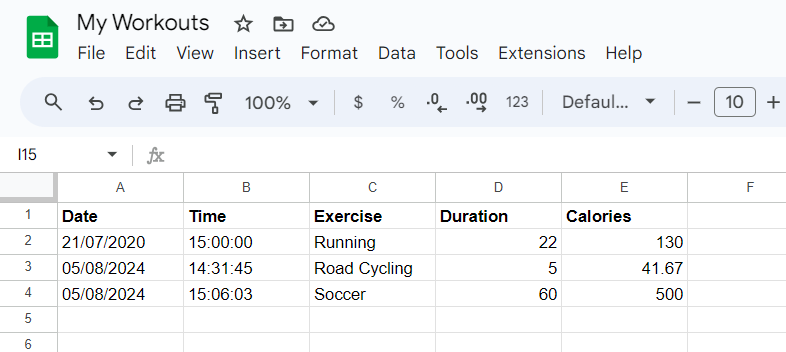 My Workouts
File Edit View Insert Format Data Tools Extensions Help
100% $ % .0 .00 123 Defaul... − 10 +
I15 fx
A B C D E F
1 Date Time Exercise Duration Calories
2 21/07/2020 15:00:00 Running 22 130
3 05/08/2024 14:31:45 Road Cycling 5 41.67
4 05/08/2024 15:06:03 Soccer 60 500
5
6